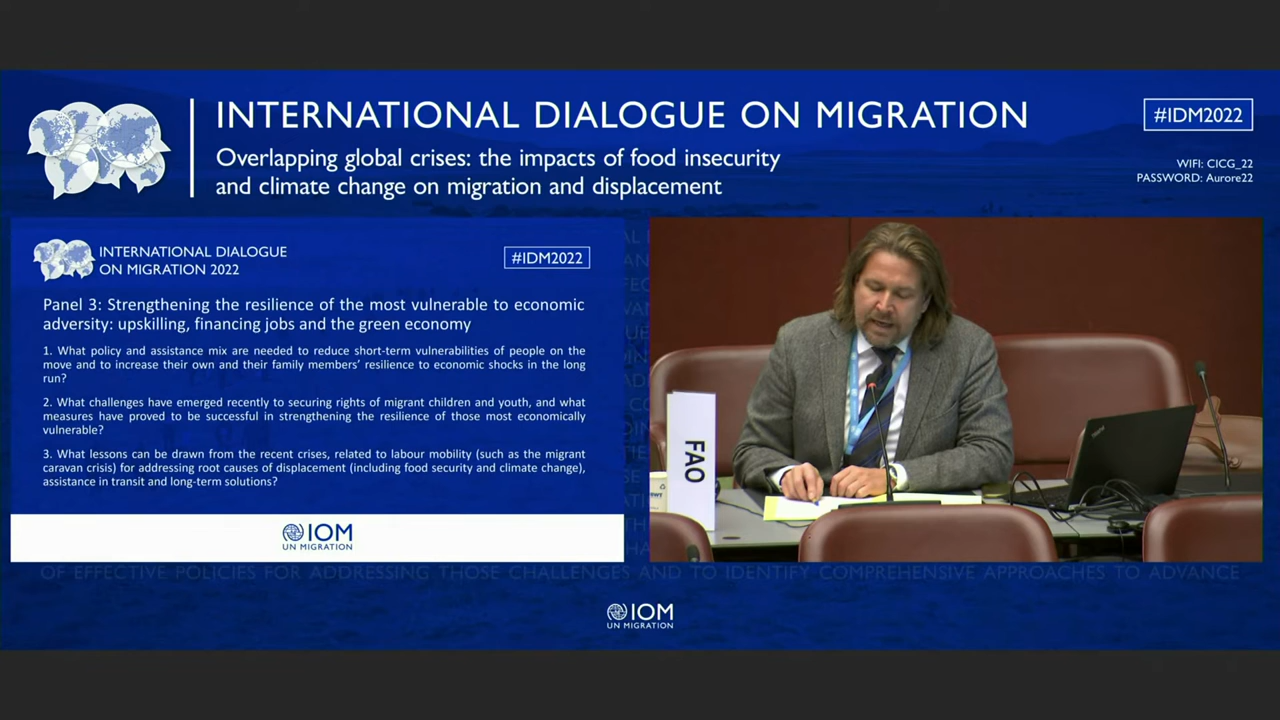 INTERNATIONAL DIALOGUE ON MIGRATION
Overlapping global crises: the impacts of food insecurity
and climate change on migration and displacement
#IDM2022
WIFI: CICG_22
PASSWORD: Aurore22
INTERNATIONAL DIALOGUE
ON MIGRATION 2022
#IDM2022
Panel 3: Strengthening the resilience of the most vulnerable to economic
adversity: upskilling, financing jobs and the green economy
1. What policy and assistance mix are needed to reduce short-term vulnerabilities of people on the
move and to increase their own and their family members’ resilience to economic shocks in the long
run?
2. What challenges have emerged recently to securing rights of migrant children and youth, and what
measures have proved to be successful in strengthening the resilience of those most economically
vulnerable?
3. What lessons can be drawn from the recent crises, related to labour mobility (such as the migrant
caravan crisis) for addressing root causes of displacement (including food security and climate change),
assistance in transit and long-term solutions?
IOM
UN MIGRATION
FAO
ThinkPad
OF EFFECTIVE POLICIES FOR ADDRESSING THOSE CHALLENGES AND TO IDENTIFY COMPREHENSIVE APPROACHES TO ADVANCE
IOM
UN MIGRATION